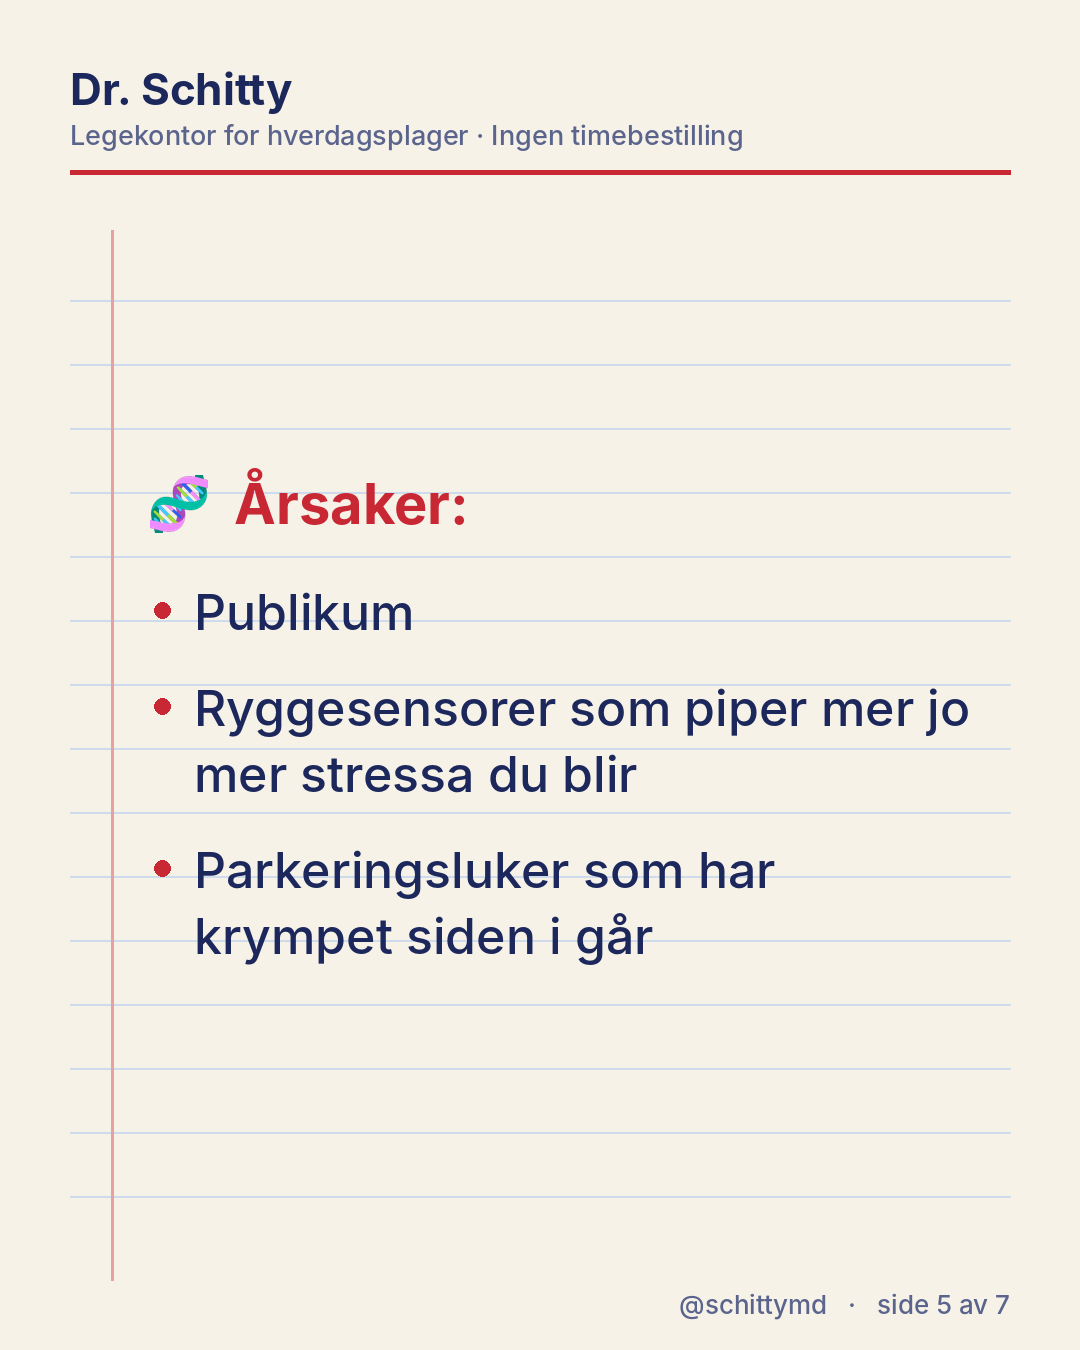 Dr. Schitty
Legekontor for hverdagsplager · Ingen timebestilling
🧬 Årsaker:
• Publikum
• Ryggesensorer som piper mer jo
mer stressa du blir
• Parkeringsluker som har
krympet siden i går
@schittymd · side 5 av 7